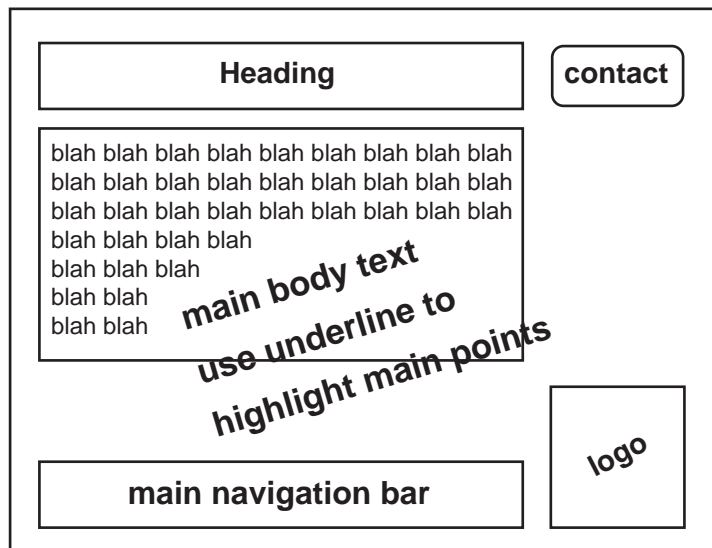 Heading
contact
blah blah blah blah blah blah blah blah blah
blah blah blah blah blah blah blah blah blah
blah blah blah blah blah blah blah blah blah
blah blah blah blah
blah blah blah
blah blah
blah blah
main body text
use underline to
highlight main points
logo
main navigation bar